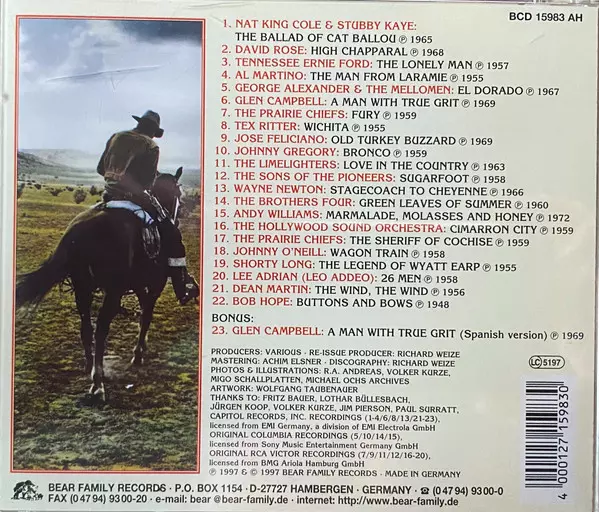 BCD 15983 AH
1. NAT KING COLE & STUBBY KAYE:
THE BALLAD OF CAT BALLOU ℗ 1965
2. DAVID ROSE: HIGH CHAPPARAL ℗ 1968
3. TENNESSEE ERNIE FORD: THE LONELY MAN ℗ 1957
4. AL MARTINO: THE MAN FROM LARAMIE ℗ 1955
5. GEORGE ALEXANDER & THE MELLOMEN: EL DORADO ℗ 1967
6. GLEN CAMPBELL: A MAN WITH TRUE GRIT ℗ 1969
7. THE PRAIRIE CHIEFS: FURY ℗ 1959
8. TEX RITTER: WICHITA ℗ 1955
9. JOSE FELICIANO: OLD TURKEY BUZZARD ℗ 1969
10. JOHNNY GREGORY: BRONCO ℗ 1959
11. THE LIMELIGHTERS: LOVE IN THE COUNTRY ℗ 1963
12. THE SONS OF THE PIONEERS: SUGARFOOT ℗ 1958
13. WAYNE NEWTON: STAGECOACH TO CHEYENNE ℗ 1966
14. THE BROTHERS FOUR: GREEN LEAVES OF SUMMER ℗ 1960
15. ANDY WILLIAMS: MARMALADE, MOLASSES AND HONEY ℗ 1972
16. THE HOLLYWOOD SOUND ORCHESTRA: CIMARRON CITY ℗ 1959
17. THE PRAIRIE CHIEFS: THE SHERIFF OF COCHISE ℗ 1959
18. JOHNNY O'NEILL: WAGON TRAIN ℗ 1958
19. SHORTY LONG: THE LEGEND OF WYATT EARP ℗ 1955
20. LEE ADRIAN (LEO ADDEO): 26 MEN ℗ 1958
21. DEAN MARTIN: THE WIND, THE WIND ℗ 1956
22. BOB HOPE: BUTTONS AND BOWS ℗ 1948
BONUS:
23. GLEN CAMPBELL: A MAN WITH TRUE GRIT (Spanish version) ℗ 1969
PRODUCERS: VARIOUS · RE-ISSUE PRODUCER: RICHARD WEIZE
MASTERING: ACHIM ELSNER · DISCOGRAPHY: RICHARD WEIZE
PHOTOS & ILLUSTRATIONS: R.A. ANDREAS, VOLKER KURZE,
MIGO SCHALLPLATTEN, MICHAEL OCHS ARCHIVES
ARTWORK: WOLFGANG TAUBENAUER
THANKS TO: FRITZ BAUER, LOTHAR BÜLLESBACH,
JÜRGEN KOOP, VOLKER KURZE, JIM PIERSON, PAUL SURRATT,
CAPITOL RECORDS, INC. RECORDINGS (1-4/6/8/13/21-23),
licensed from EMI Germany, a division of EMI Electrola GmbH
ORIGINAL COLUMBIA RECORDINGS (5/10/14/15),
licensed from Sony Music Entertainment Germany GmbH
ORIGINAL RCA VICTOR RECORDINGS (7/9/11/12/16-20),
licensed from BMG Ariola Hamburg GmbH
℗ 1997 & © 1997 BEAR FAMILY RECORDS · MADE IN GERMANY
LC 5197
4 000127 159830
BEAR FAMILY RECORDS · P.O. BOX 1154 · D-27727 HAMBERGEN · GERMANY · ☎ (0 47 94) 93 00-0
FAX (0 47 94) 93 00-20 · e-mail: bear @bear-family.de · internet: http://www.bear-family.de